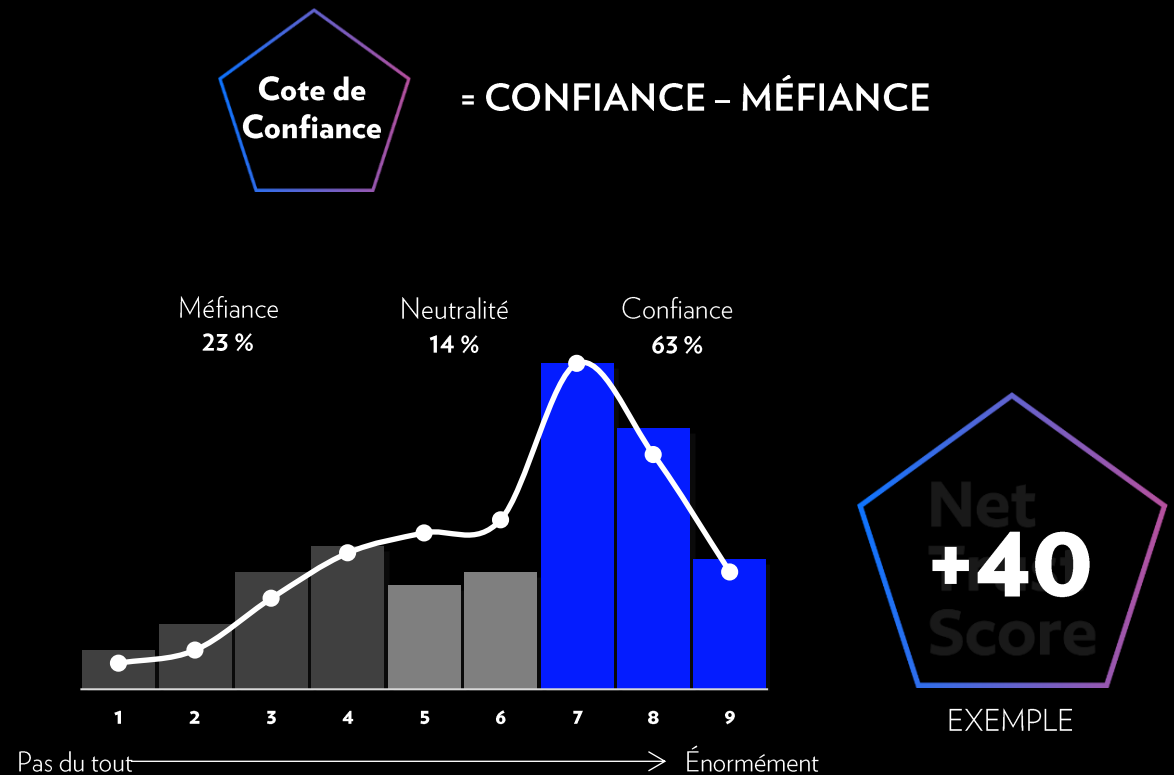 Cote de
Confiance
= CONFIANCE – MÉFIANCE
Méfiance
23 %
Neutralité
14 %
Confiance
63 %
Net
Trust
Score
+40
EXEMPLE
1 2 3 4 5 6 7 8 9
Pas du tout
Énormément